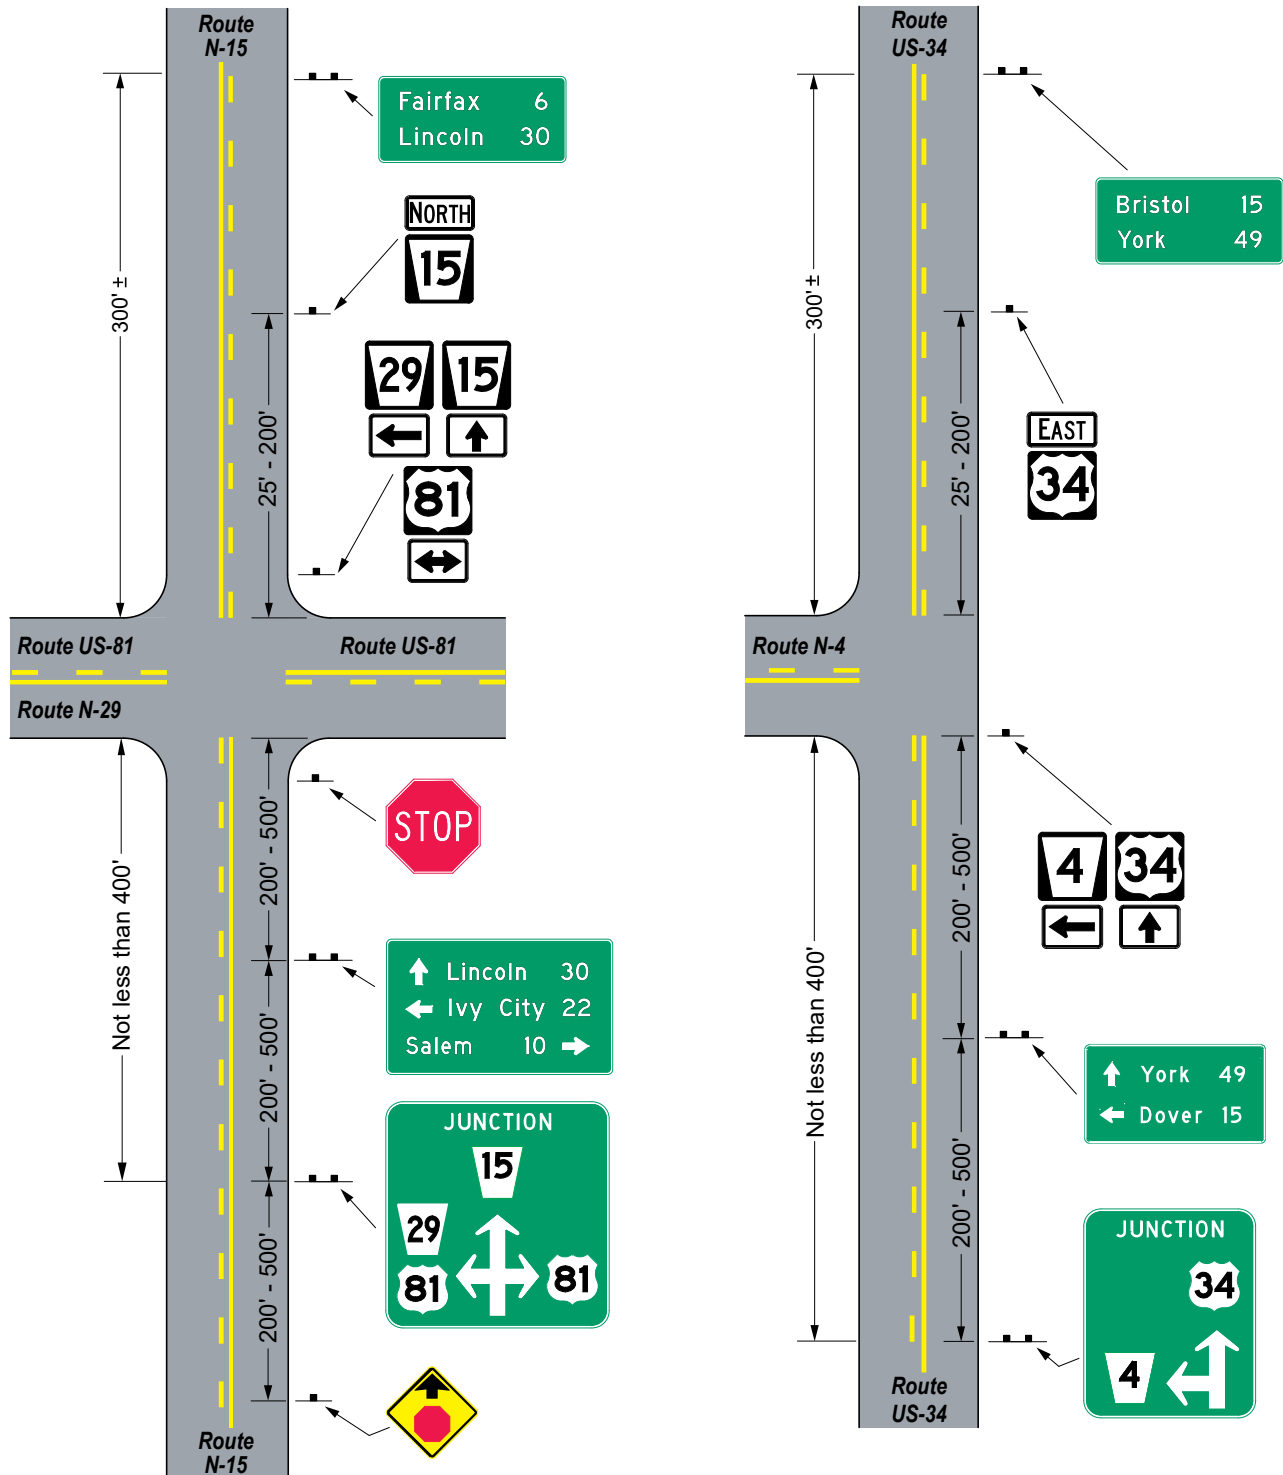 Route
N-15
Fairfax 6
Lincoln 30
NORTH
15
300' ±
25' - 200'
29 15
81
Route US-81
Route US-81
Route N-29
STOP
200' - 500'
Not less than 400'
Lincoln 30
Ivy City 22
Salem 10
200' - 500'
JUNCTION
15
29
81
81
200' - 500'
Route
N-15
Route
US-34
Bristol 15
York 49
300' ±
25' - 200'
EAST
34
Route N-4
4 34
200' - 500'
Not less than 400'
York 49
Dover 15
200' - 500'
JUNCTION
34
4
Route
US-34